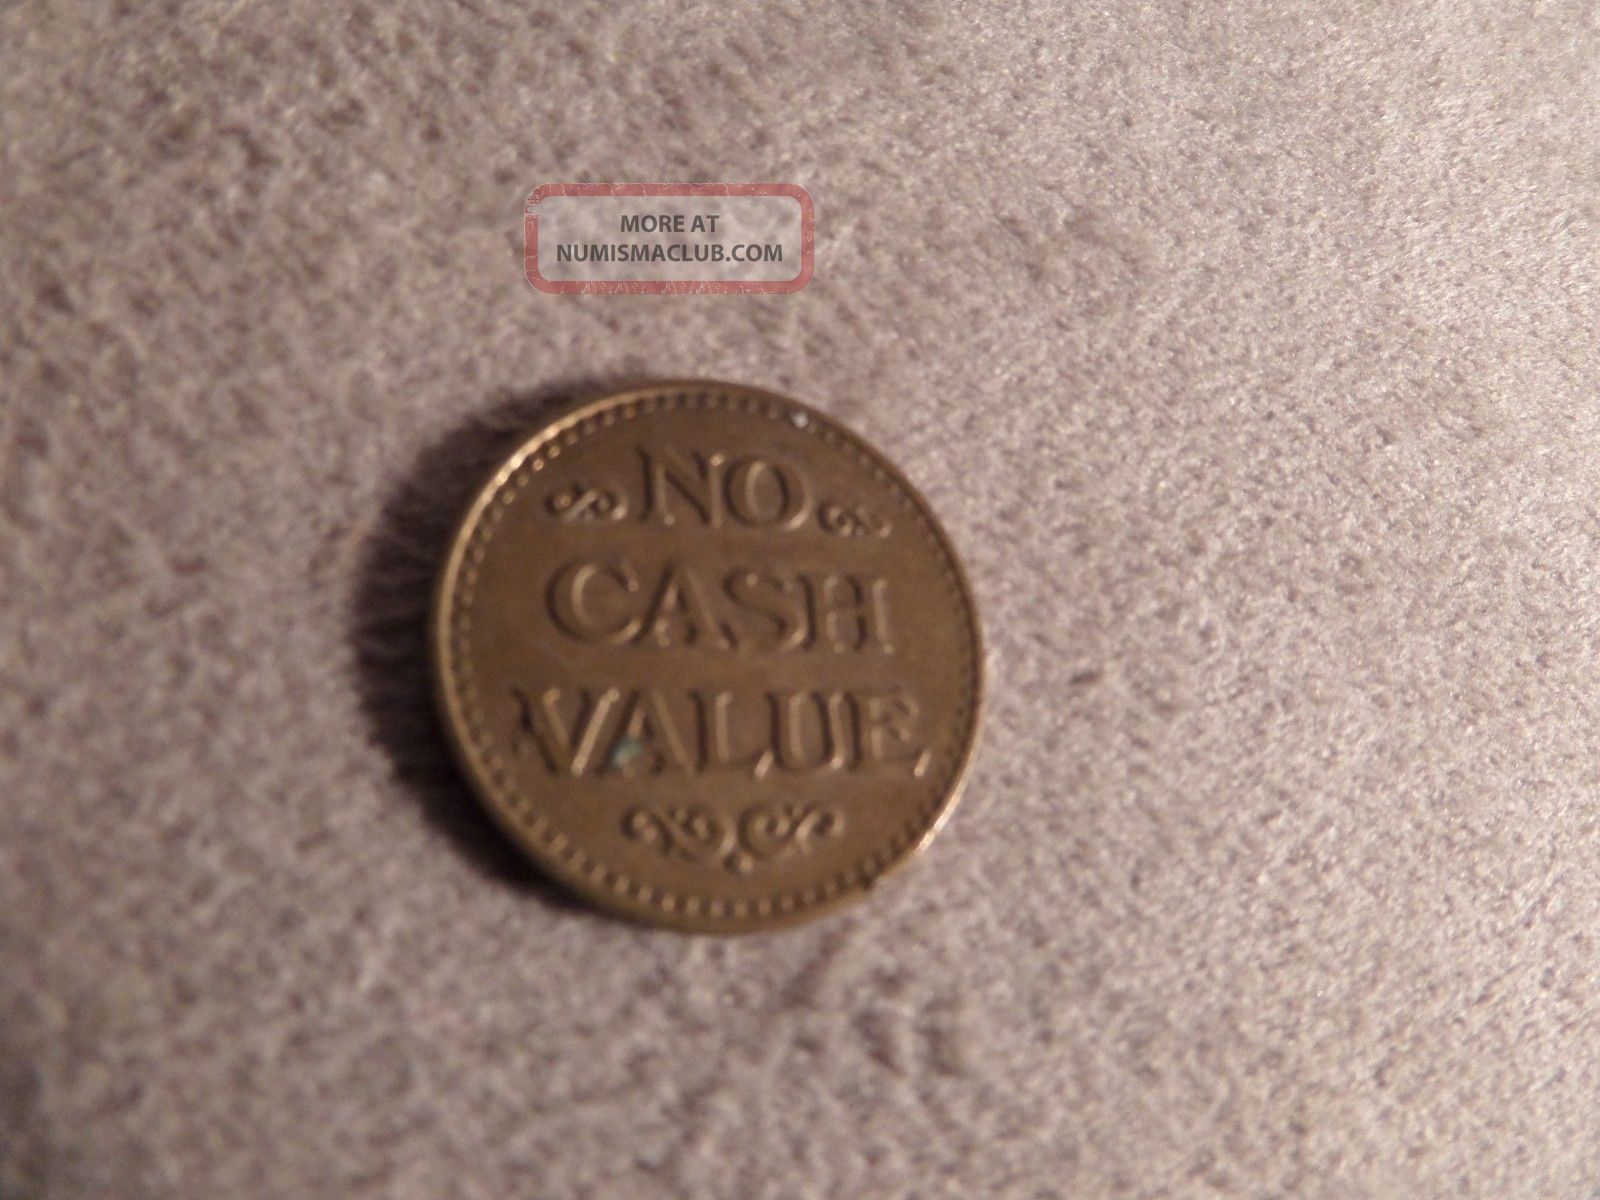 MORE AT
NUMISMACLUB.COM
NO
CASH
VALUE